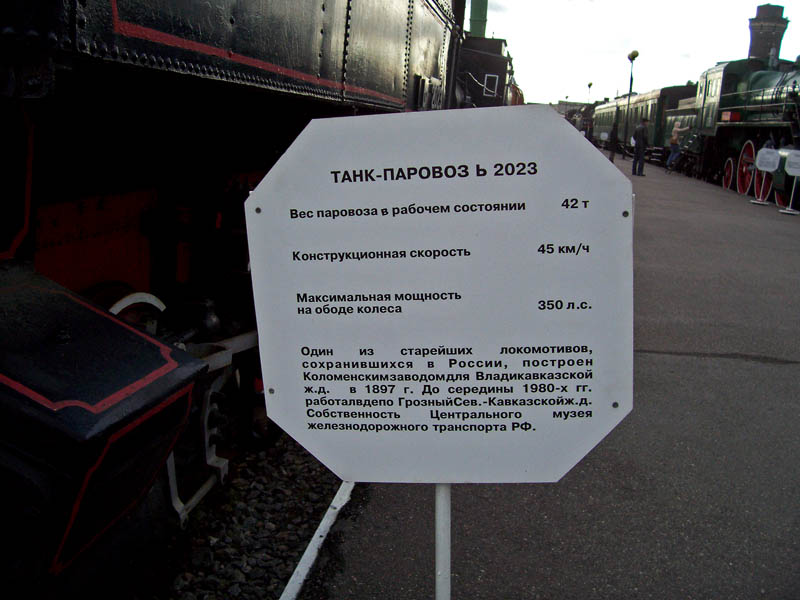 ТАНК-ПАРОВОЗ Ь 2023
Вес паровоза в рабочем состоянии 42 т
Конструкционная скорость 45 км/ч
Максимальная мощность
на ободе колеса 350 л.с.
Один из старейших локомотивов,
сохранившихся в России, построен
Коломенскимзаводомдля Владикавказской
ж.д. в 1897 г. До середины 1980-х гг.
работалвдепо ГрозныйСев.-Кавказскойж.д.
Собственность Центрального музея
железнодорожного транспорта РФ.